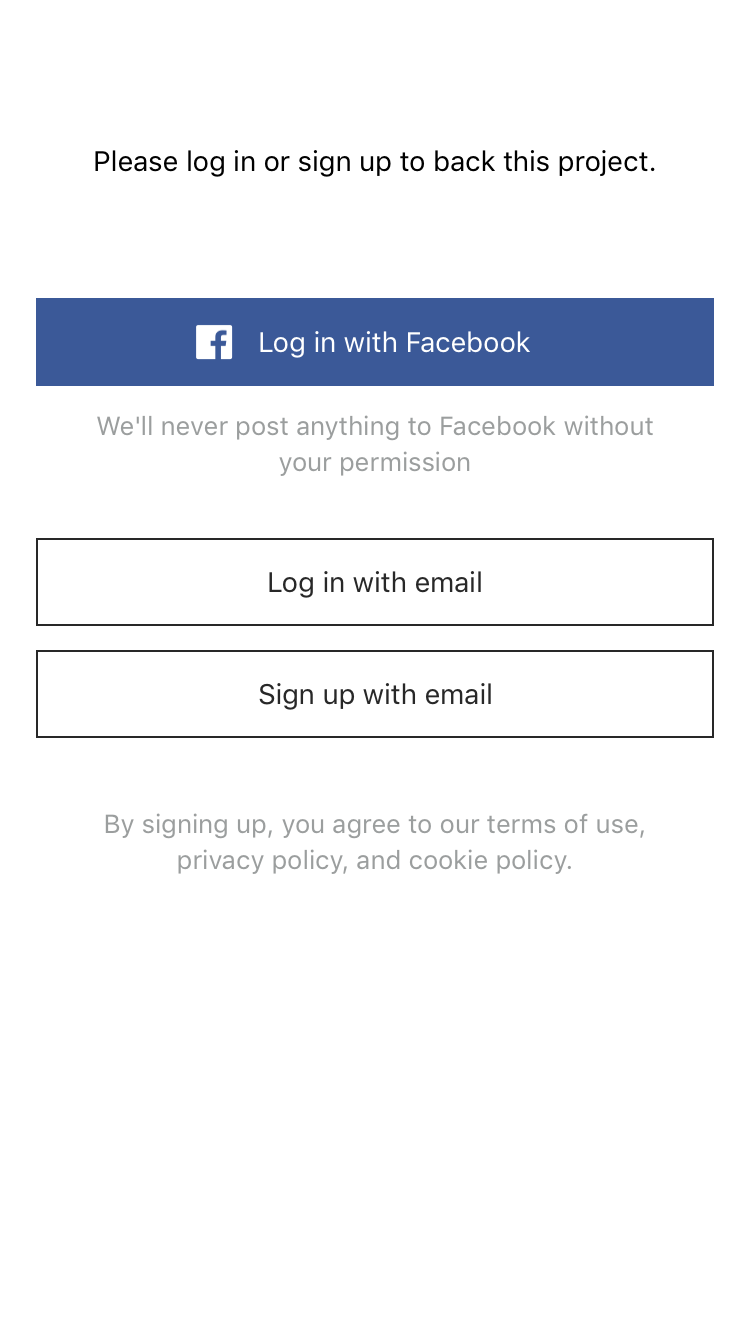 Please log in or sign up to back this project.
Log in with Facebook
We'll never post anything to Facebook without
your permission
Log in with email
Sign up with email
By signing up, you agree to our terms of use,
privacy policy, and cookie policy.